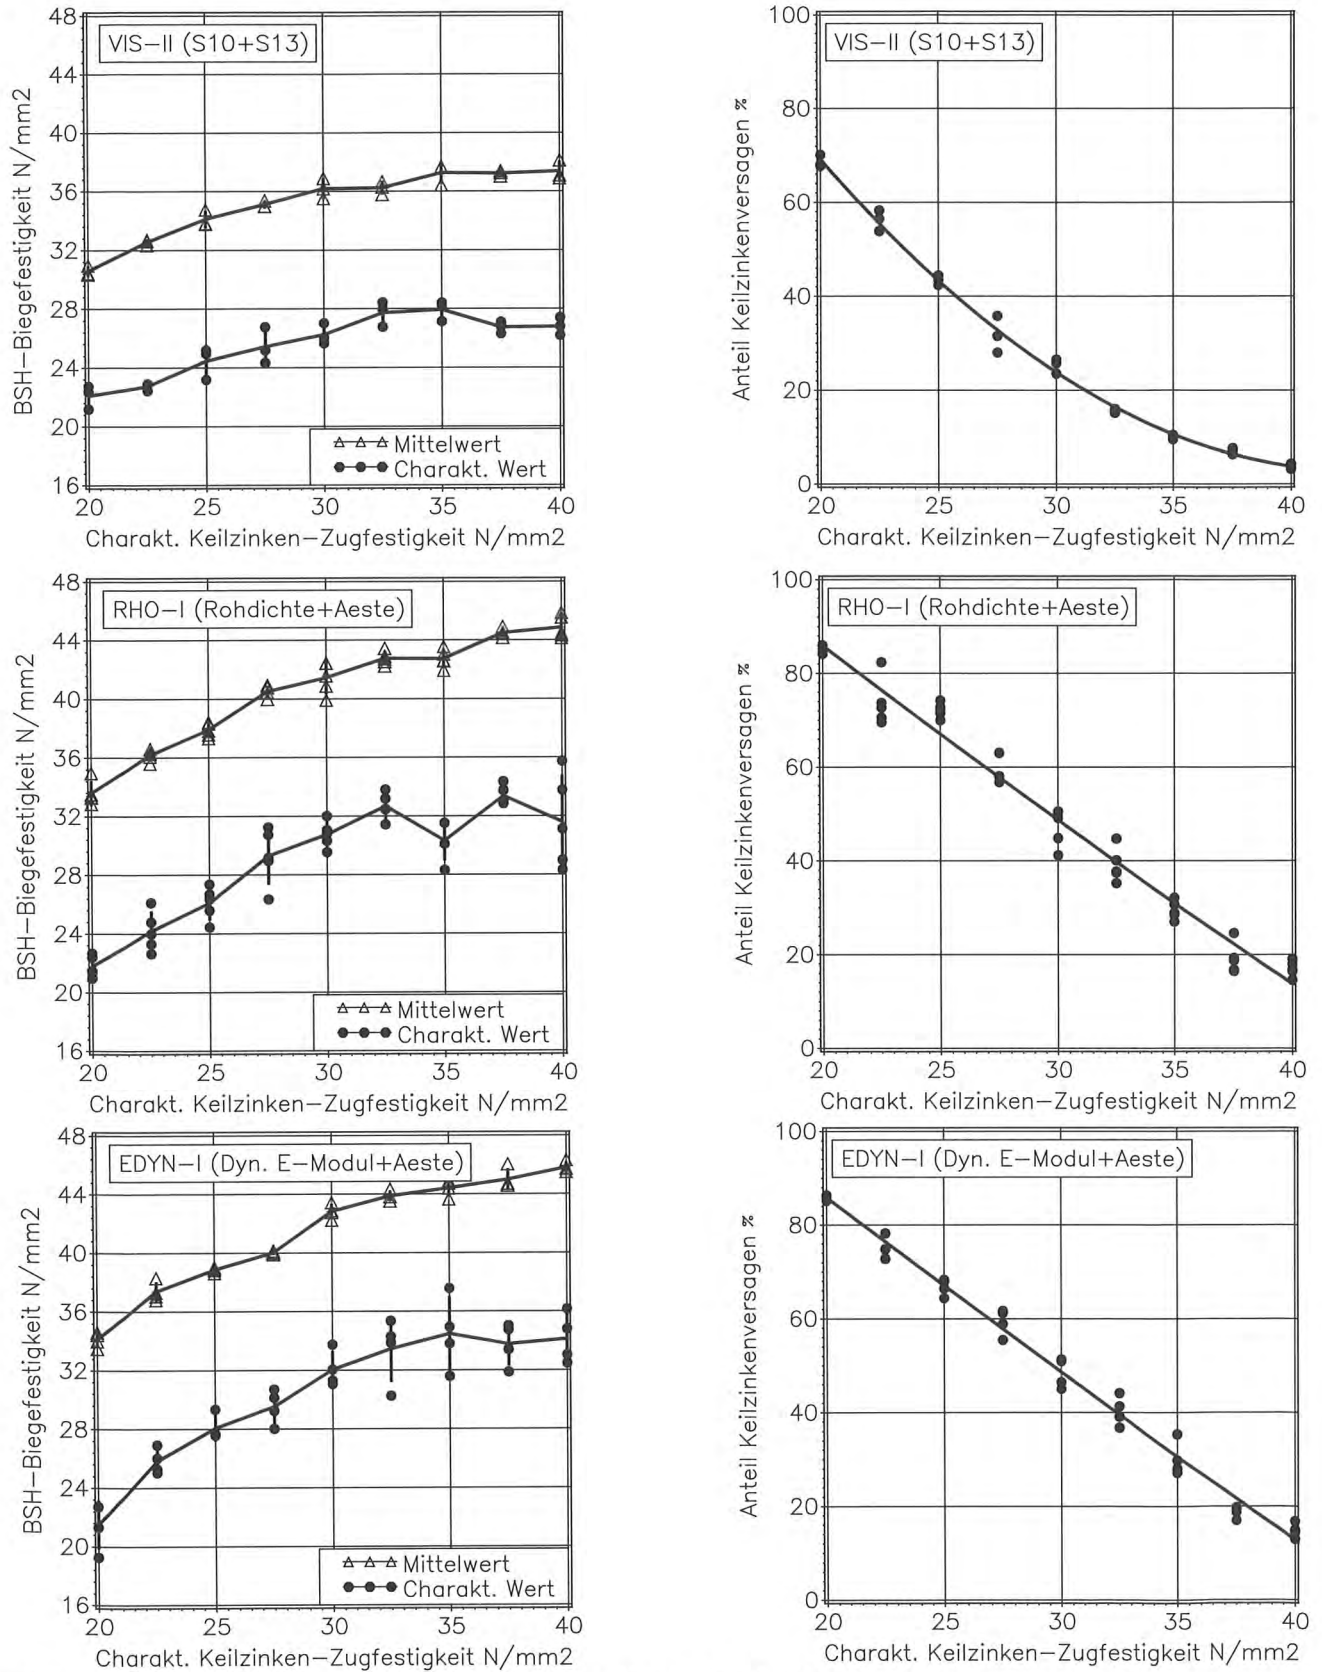 VIS–II (S10+S13)
BSH–Biegefestigkeit N/mm2
48
44
40
36
32
28
24
20
16
Mittelwert
Charakt. Wert
20 25 30 35 40
Charakt. Keilzinken–Zugfestigkeit N/mm2
VIS–II (S10+S13)
Anteil Keilzinkenversagen %
100
80
60
40
20
0
20 25 30 35 40
Charakt. Keilzinken–Zugfestigkeit N/mm2
RHO–I (Rohdichte+Aeste)
BSH–Biegefestigkeit N/mm2
48
44
40
36
32
28
24
20
16
Mittelwert
Charakt. Wert
20 25 30 35 40
Charakt. Keilzinken–Zugfestigkeit N/mm2
RHO–I (Rohdichte+Aeste)
Anteil Keilzinkenversagen %
100
80
60
40
20
0
20 25 30 35 40
Charakt. Keilzinken–Zugfestigkeit N/mm2
EDYN–I (Dyn. E–Modul+Aeste)
BSH–Biegefestigkeit N/mm2
48
44
40
36
32
28
24
20
16
Mittelwert
Charakt. Wert
20 25 30 35 40
Charakt. Keilzinken–Zugfestigkeit N/mm2
EDYN–I (Dyn. E–Modul+Aeste)
Anteil Keilzinkenversagen %
100
80
60
40
20
0
20 25 30 35 40
Charakt. Keilzinken–Zugfestigkeit N/mm2